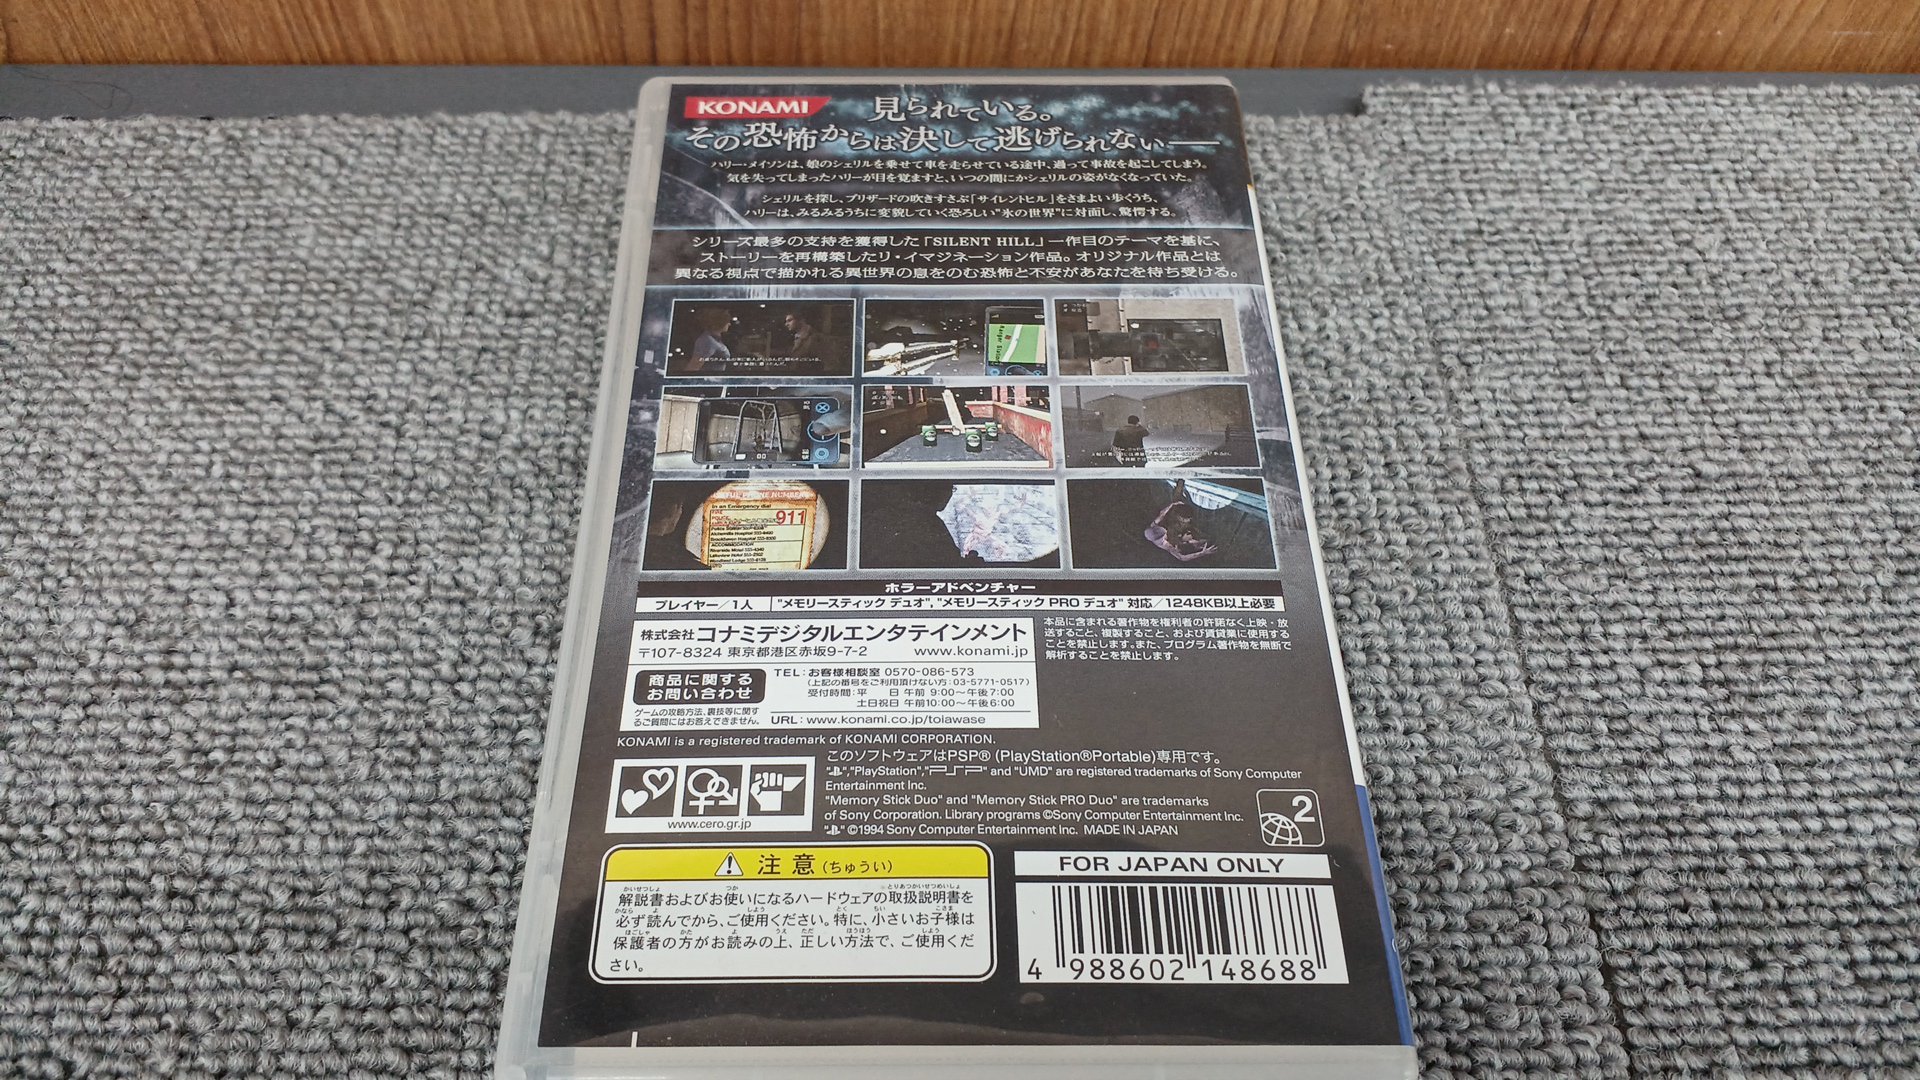 KONAMI
見られている。
その恐怖からは決して逃げられない――
ハリー・メイソンは、娘のシェリルを乗せて車を走らせている途中、過って事故を起こしてしまう。
気を失ってしまったハリーが目を覚ますと、いつの間にかシェリルの姿がなくなっていた。
シェリルを探し、ブリザードの吹きすさぶ「サイレントヒル」をさまよい歩くうち、
ハリーは、みるみるうちに変貌していく恐ろしい"氷の世界"に対面し、驚愕する。
シリーズ最多の支持を獲得した「SILENT HILL」一作目のテーマを基に、
ストーリーを再構築したリ・イマジネーション作品。オリジナル作品とは
異なる視点で描かれる異世界の息をのむ恐怖と不安があなたを待ち受ける。
USEFUL PHONE NUMBERS
In an Emergency dial
911
ACCOMMODATION
ホラーアドベンチャー
プレイヤー/1人
"メモリースティック デュオ","メモリースティック PRO デュオ" 対応/1248KB以上必要
株式会社コナミデジタルエンタテインメント
〒107-8324 東京都港区赤坂9-7-2 www.konami.jp
商品に関する
お問い合わせ
ゲームの攻略方法、裏技等に関す
るご質問にはお答えできません。
TEL:お客様相談室 0570-086-573
(上記の番号をご利用頂けない方:03-5771-0517)
受付時間:平 日 午前 9:00〜午後7:00
土日祝日 午前10:00〜午後6:00
URL:www.konami.co.jp/toiawase
本品に含まれる著作物を権利者の許諾なく上映・放
送すること、複製すること、および賃貸業に使用する
ことを禁止します。また、プログラム著作物を無断で
解析することを禁止します。
KONAMI is a registered trademark of KONAMI CORPORATION.
www.cero.gr.jp
このソフトウェアはPSP® (PlayStation®Portable)専用です。
" ","PlayStation","PSP" and "UMD" are registered trademarks of Sony Computer
Entertainment Inc.
"Memory Stick Duo" and "Memory Stick PRO Duo" are trademarks
of Sony Corporation. Library programs ©Sony Computer Entertainment Inc.
" " ©1994 Sony Computer Entertainment Inc. MADE IN JAPAN
2
注意(ちゅうい)
解説書およびお使いになるハードウェアの取扱説明書を
必ず読んでから、ご使用ください。特に、小さいお子様は
保護者の方がお読みの上、正しい方法で、ご使用くだ
さい。
FOR JAPAN ONLY
4 988602 148688